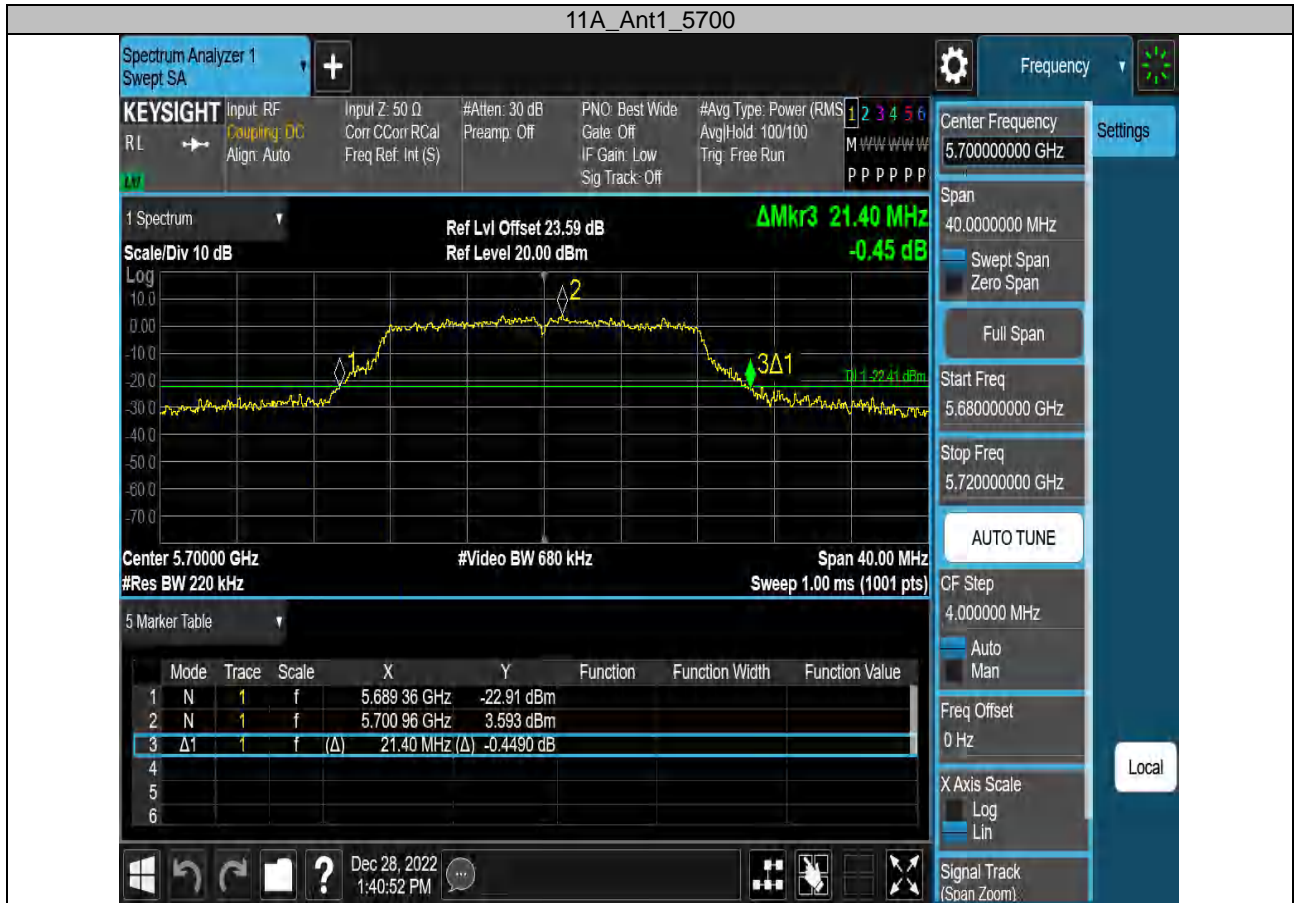 11A_Ant1_5700
Spectrum Analyzer 1
Swept SA
Frequency
KEYSIGHT
RL
Input: RF
Coupling: DC
Align: Auto
Input Z: 50 Ω
Corr CCorr RCal
Freq Ref: Int (S)
#Atten: 30 dB
Preamp: Off
PNO: Best Wide
Gate: Off
IF Gain: Low
Sig Track: Off
#Avg Type: Power (RMS
Avg|Hold: 100/100
Trig: Free Run
1 2 3 4 5 6
M W W W W W
P P P P P P
1 Spectrum
Scale/Div 10 dB
Ref Lvl Offset 23.59 dB
Ref Level 20.00 dBm
ΔMkr3 21.40 MHz
-0.45 dB
Log
10.0
0.00
-10.0
-20.0
-30.0
-40.0
-50.0
-60.0
-70.0
1
2
3Δ1
DL1 -22.41 dBm
Center 5.70000 GHz
#Res BW 220 kHz
#Video BW 680 kHz
Span 40.00 MHz
Sweep 1.00 ms (1001 pts)
5 Marker Table
Mode Trace Scale X Y Function Function Width Function Value
1 N 1 f 5.689 36 GHz -22.91 dBm
2 N 1 f 5.700 96 GHz 3.593 dBm
3 Δ1 1 f (Δ) 21.40 MHz (Δ) -0.4490 dB
4
5
6
Dec 28, 2022
1:40:52 PM
Center Frequency
5.700000000 GHz
Settings
Span
40.0000000 MHz
Swept Span
Zero Span
Full Span
Start Freq
5.680000000 GHz
Stop Freq
5.720000000 GHz
AUTO TUNE
CF Step
4.000000 MHz
Auto
Man
Freq Offset
0 Hz
X Axis Scale
Log
Lin
Local
Signal Track
(Span Zoom)